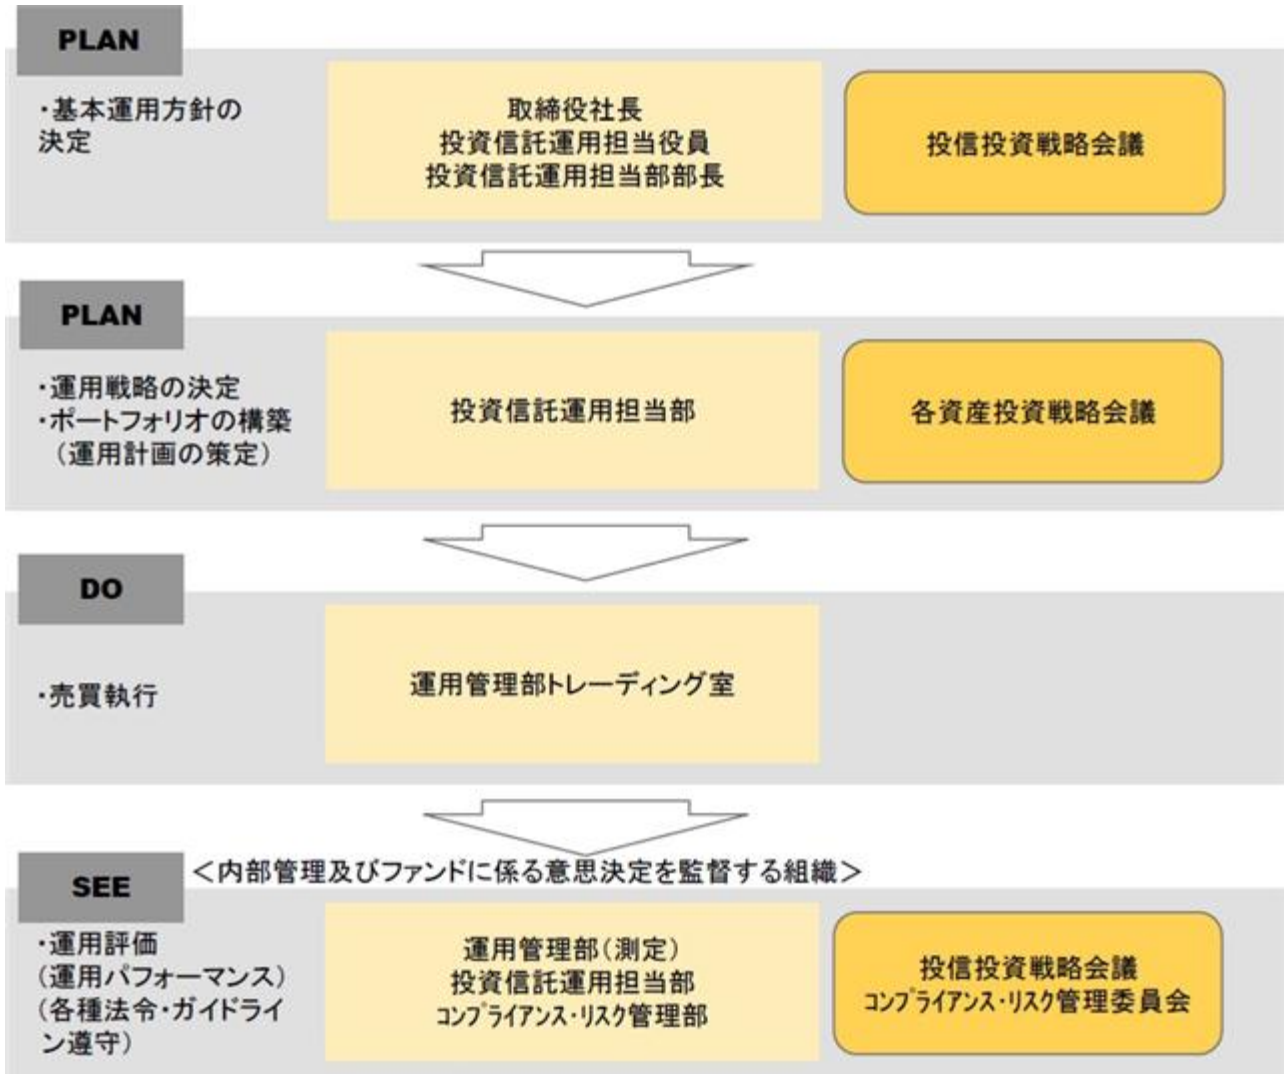 PLAN
・基本運用方針の
決定
取締役社長
投資信託運用担当役員
投資信託運用担当部部長
投信投資戦略会議
PLAN
・運用戦略の決定
・ポートフォリオの構築
（運用計画の策定）
投資信託運用担当部
各資産投資戦略会議
DO
・売買執行
運用管理部トレーディング室
SEE
＜内部管理及びファンドに係る意思決定を監督する組織＞
・運用評価
（運用パフォーマンス）
（各種法令・ガイドライ
ン遵守）
運用管理部（測定）
投資信託運用担当部
ｺﾝﾌﾟﾗｲｱﾝｽ・ﾘｽｸ管理部
投信投資戦略会議
ｺﾝﾌﾟﾗｲｱﾝｽ・ﾘｽｸ管理委員会